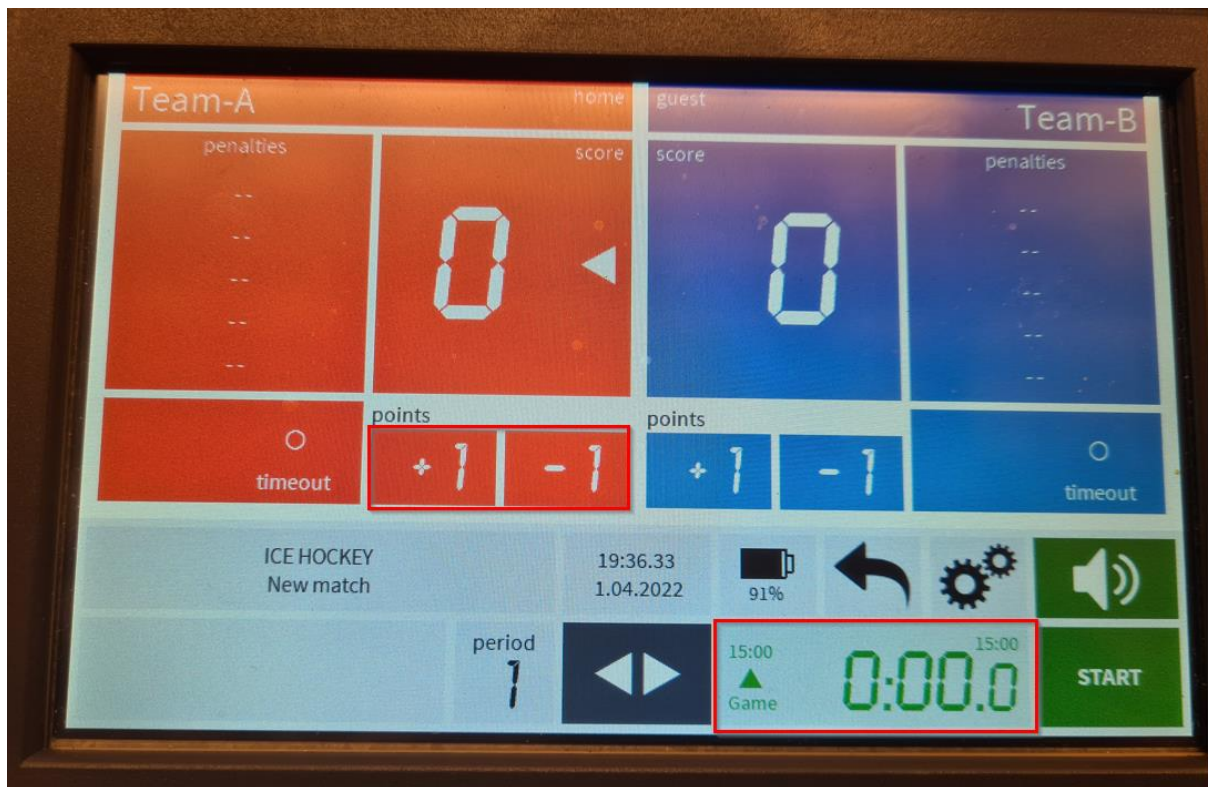 Team-A home guest Team-B
penalties score score penalties
-- --
-- --
-- --
-- --
-- --
0 0
points points
timeout +1 -1 +1 -1 timeout
ICE HOCKEY
New match
19:36.33
1.04.2022
91%
period
1
15:00
Game
0:00.0
15:00
START